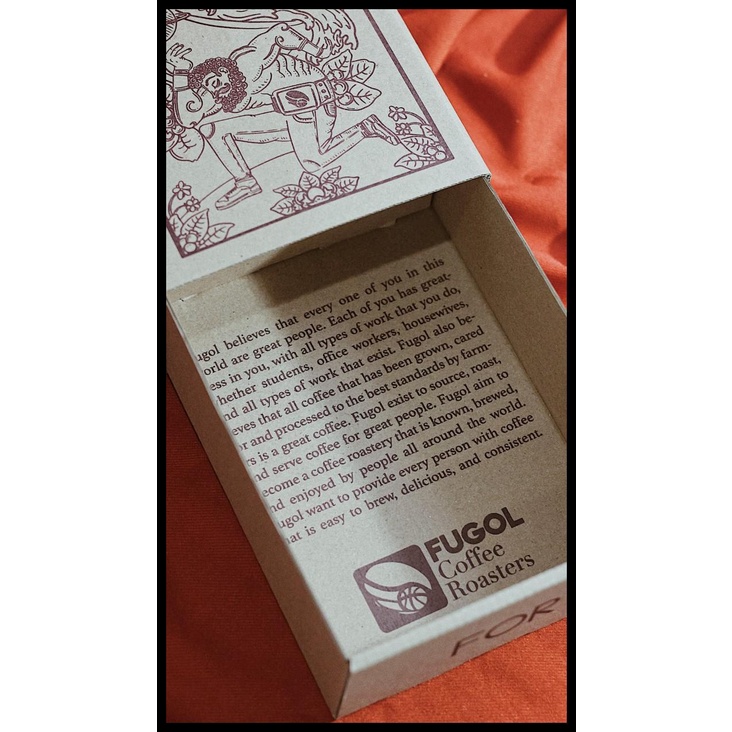 ugol believes that every one of you in this
orld are great people. Each of you has great-
ess in you, with all types of work that you do,
hether students, office workers, housewives,
nd all types of work that exist. Fugol also be-
eves that all coffee that has been grown, cared
or and processed to the best standards by farm-
rs is a great coffee. Fugol exist to source, roast,
nd serve coffee for great people. Fugol aim to
ecome a coffee roastery that is known, brewed,
nd enjoyed by people all around the world.
ugol want to provide every person with coffee
hat is easy to brew, delicious, and consistent.
FUGOL
Coffee
Roasters
FOR